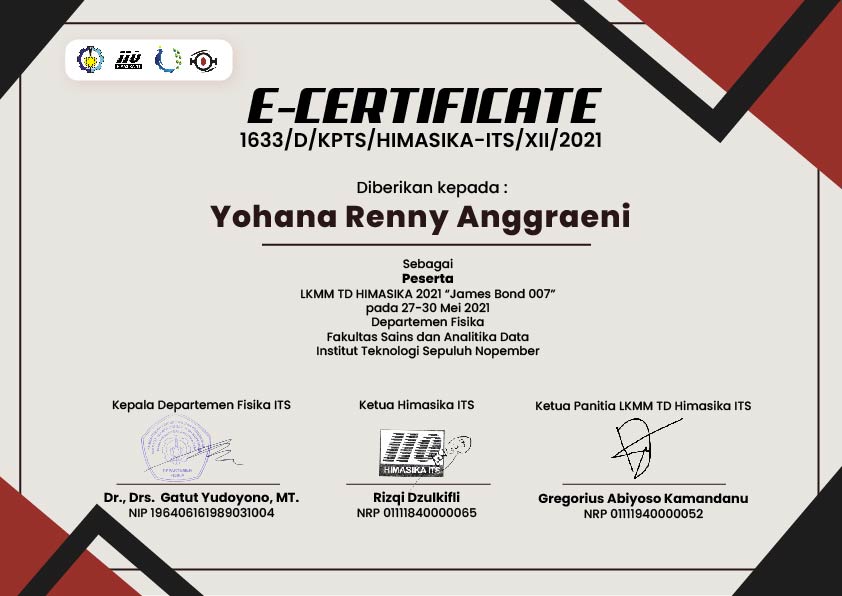 E-CERTIFICATE
1633/D/KPTS/HIMASIKA-ITS/XII/2021
Diberikan kepada :
Yohana Renny Anggraeni
Sebagai
Peserta
LKMM TD HIMASIKA 2021 “James Bond 007”
pada 27-30 Mei 2021
Departemen Fisika
Fakultas Sains dan Analitika Data
Institut Teknologi Sepuluh Nopember
Kepala Departemen Fisika ITS
Ketua Himasika ITS
Ketua Panitia LKMM TD Himasika ITS
DEPARTEMEN
FISIKA
HIMASIKA ITS
Dr., Drs. Gatut Yudoyono, MT.
NIP 196406161989031004
Rizqi Dzulkifli
NRP 01111840000065
Gregorius Abiyoso Kamandanu
NRP 01111940000052